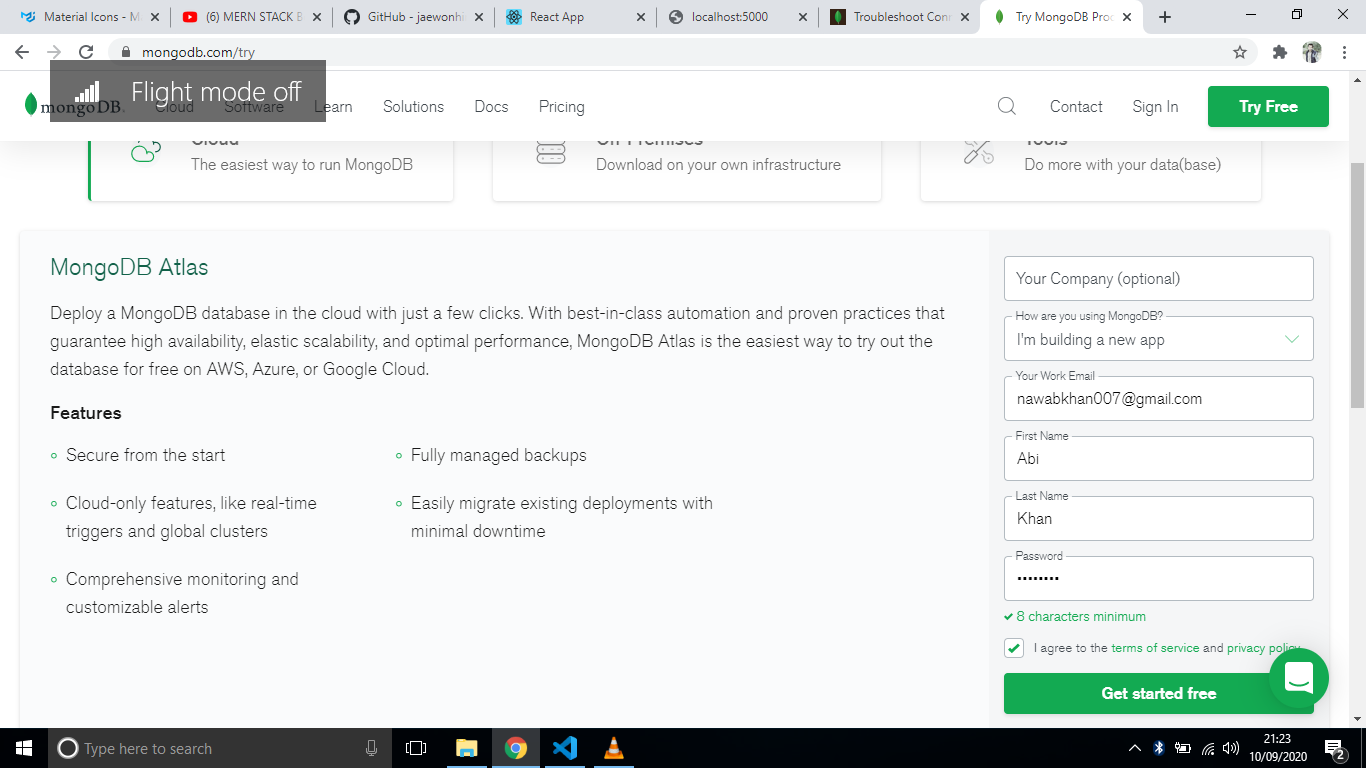 Material Icons - M
(6) MERN STACK B
GitHub - jaewonhi
React App
localhost:5000
Troubleshoot Conn
Try MongoDB Proc
mongodb.com/try
Flight mode off
mongoDB.
Cloud
Software
Learn
Solutions
Docs
Pricing
Contact
Sign In
Try Free
Cloud
The easiest way to run MongoDB
On-Premises
Download on your own infrastructure
Tools
Do more with your data(base)
MongoDB Atlas
Deploy a MongoDB database in the cloud with just a few clicks. With best-in-class automation and proven practices that
guarantee high availability, elastic scalability, and optimal performance, MongoDB Atlas is the easiest way to try out the
database for free on AWS, Azure, or Google Cloud.
Features
Secure from the start
Cloud-only features, like real-time
triggers and global clusters
Comprehensive monitoring and
customizable alerts
Fully managed backups
Easily migrate existing deployments with
minimal downtime
Your Company (optional)
How are you using MongoDB?
I'm building a new app
Your Work Email
nawabkhan007@gmail.com
First Name
Abi
Last Name
Khan
Password
••••••••
8 characters minimum
I agree to the terms of service and privacy policy.
Get started free
Type here to search
21:23
10/09/2020
2